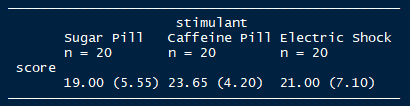 stimulant
Sugar Pill Caffeine Pill Electric Shock
n = 20 n = 20 n = 20
score
19.00 (5.55) 23.65 (4.20) 21.00 (7.10)